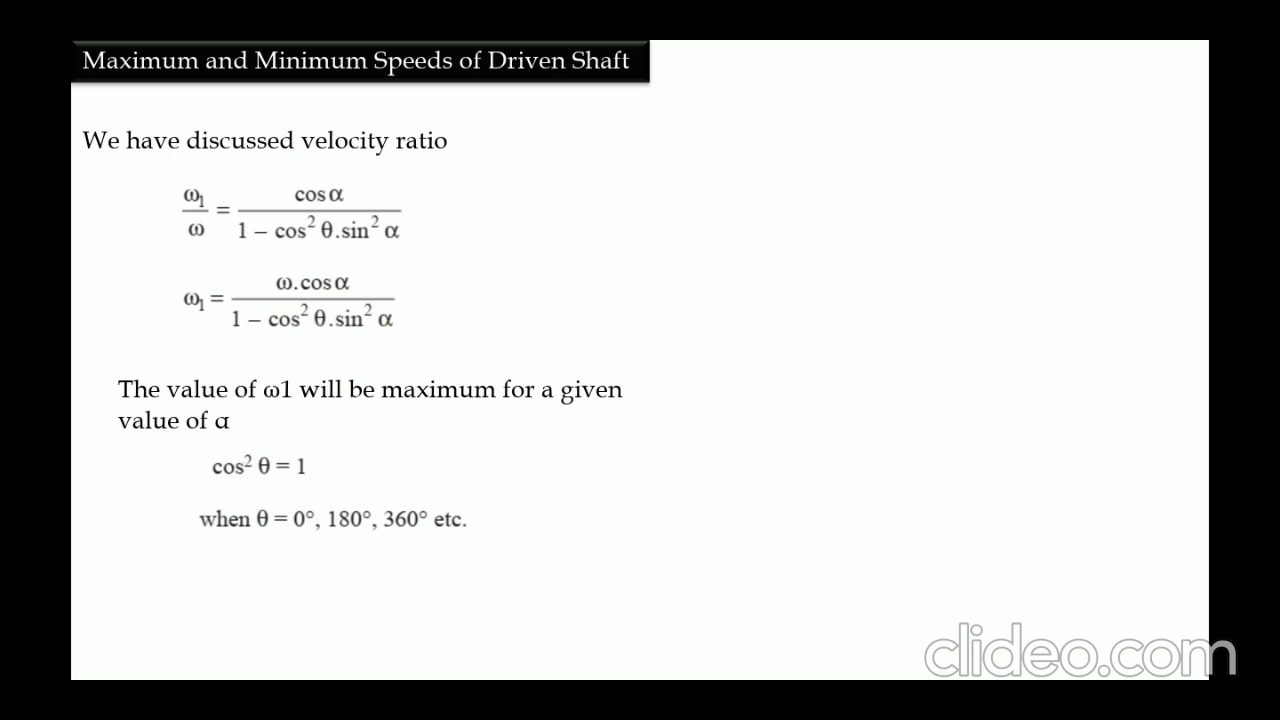 Maximum and Minimum Speeds of Driven Shaft
We have discussed velocity ratio
ω₁/ω = cos α / (1 – cos² θ.sin² α)
ω₁ = ω.cos α / (1 – cos² θ.sin² α)
The value of ω1 will be maximum for a given
value of α
cos² θ = 1
when θ = 0°, 180°, 360° etc.
clideo.com